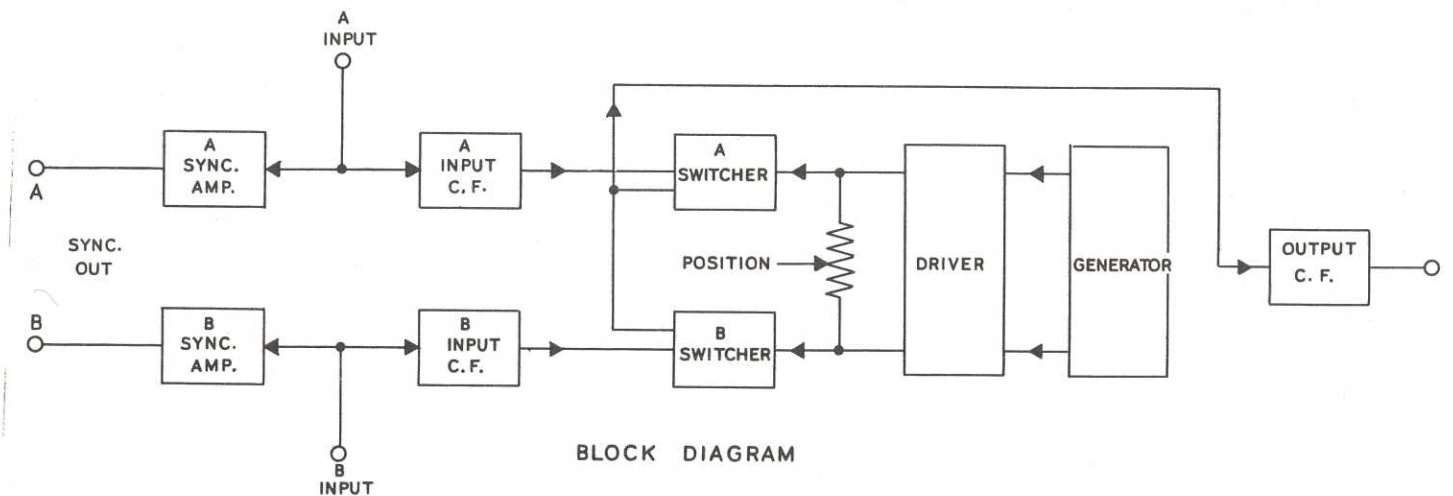 A
INPUT
A
SYNC.
AMP.
A
INPUT
C.F.
A
SWITCHER
A
SYNC.
OUT
POSITION
DRIVER
GENERATOR
OUTPUT
C.F.
B
B
SYNC.
AMP.
B
INPUT
C.F.
B
SWITCHER
B
INPUT
BLOCK DIAGRAM